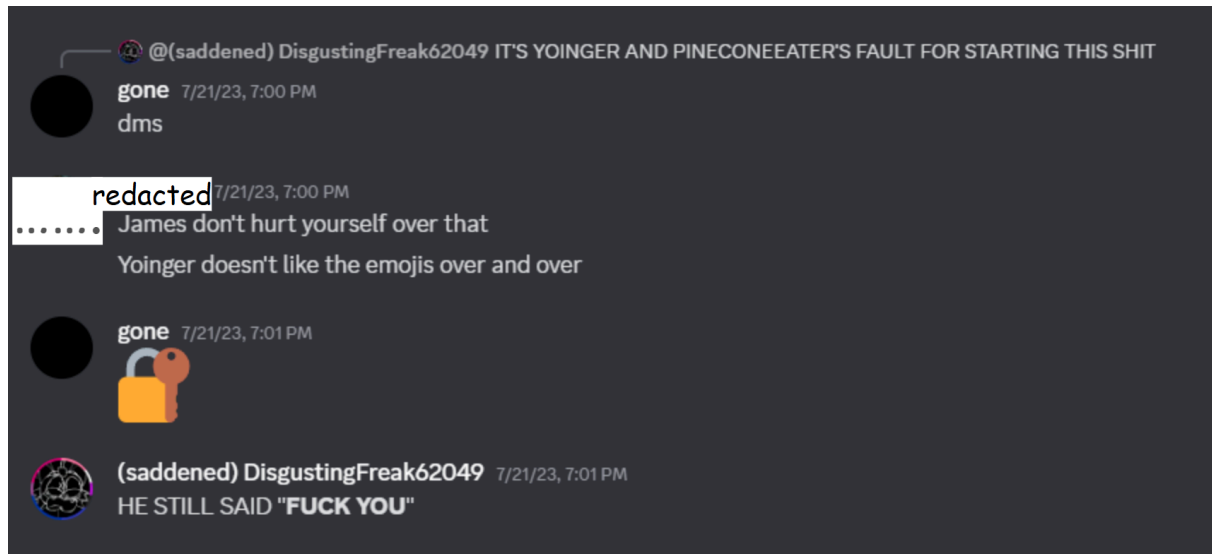 @(saddened) DisgustingFreak62049 IT'S YOINGER AND PINECONEEATER'S FAULT FOR STARTING THIS SHIT
gone 7/21/23, 7:00 PM
dms
redacted 7/21/23, 7:00 PM
....... James don't hurt yourself over that
Yoinger doesn't like the emojis over and over
gone 7/21/23, 7:01 PM
(saddened) DisgustingFreak62049 7/21/23, 7:01 PM
HE STILL SAID "FUCK YOU"